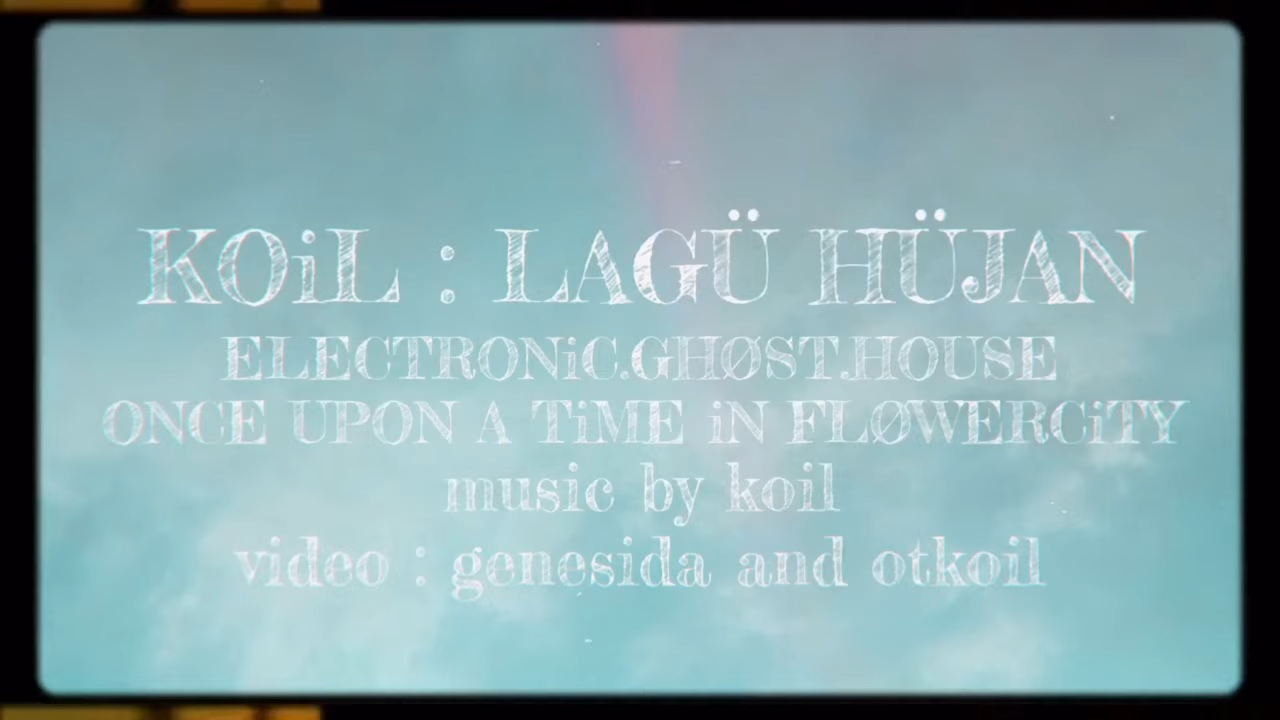 KOiL : LAGÜ HÜJAN
ELECTRONiC.GHØST.HOUSE
ONCE UPON A TiME iN FLØWERCiTY
music by koil
video : genesida and otkoil